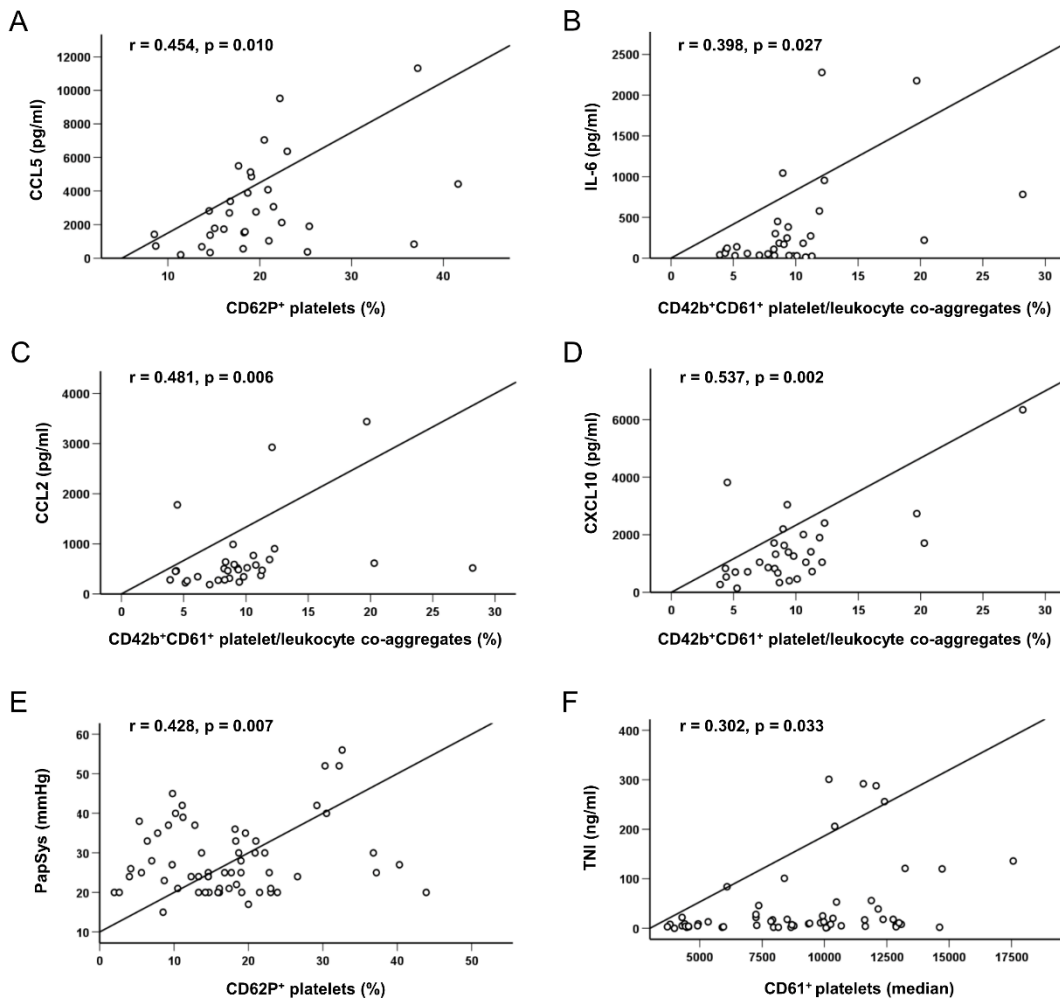 A
r = 0.454, p = 0.010
12000
10000
8000
6000
4000
2000
0
CCL5 (pg/ml)
10
20
30
40
CD62P⁺ platelets (%)
B
r = 0.398, p = 0.027
2500
2000
1500
1000
500
0
IL-6 (pg/ml)
0
5
10
15
20
25
30
CD42b⁺CD61⁺ platelet/leukocyte co-aggregates (%)
C
r = 0.481, p = 0.006
4000
3000
2000
1000
0
CCL2 (pg/ml)
0
5
10
15
20
25
30
CD42b⁺CD61⁺ platelet/leukocyte co-aggregates (%)
D
r = 0.537, p = 0.002
6000
4000
2000
0
CXCL10 (pg/ml)
0
5
10
15
20
25
30
CD42b⁺CD61⁺ platelet/leukocyte co-aggregates (%)
E
r = 0.428, p = 0.007
60
50
40
30
20
10
PapSys (mmHg)
0
10
20
30
40
50
CD62P⁺ platelets (%)
F
r = 0.302, p = 0.033
400
300
200
100
0
TNI (ng/ml)
5000
7500
10000
12500
15000
17500
CD61⁺ platelets (median)